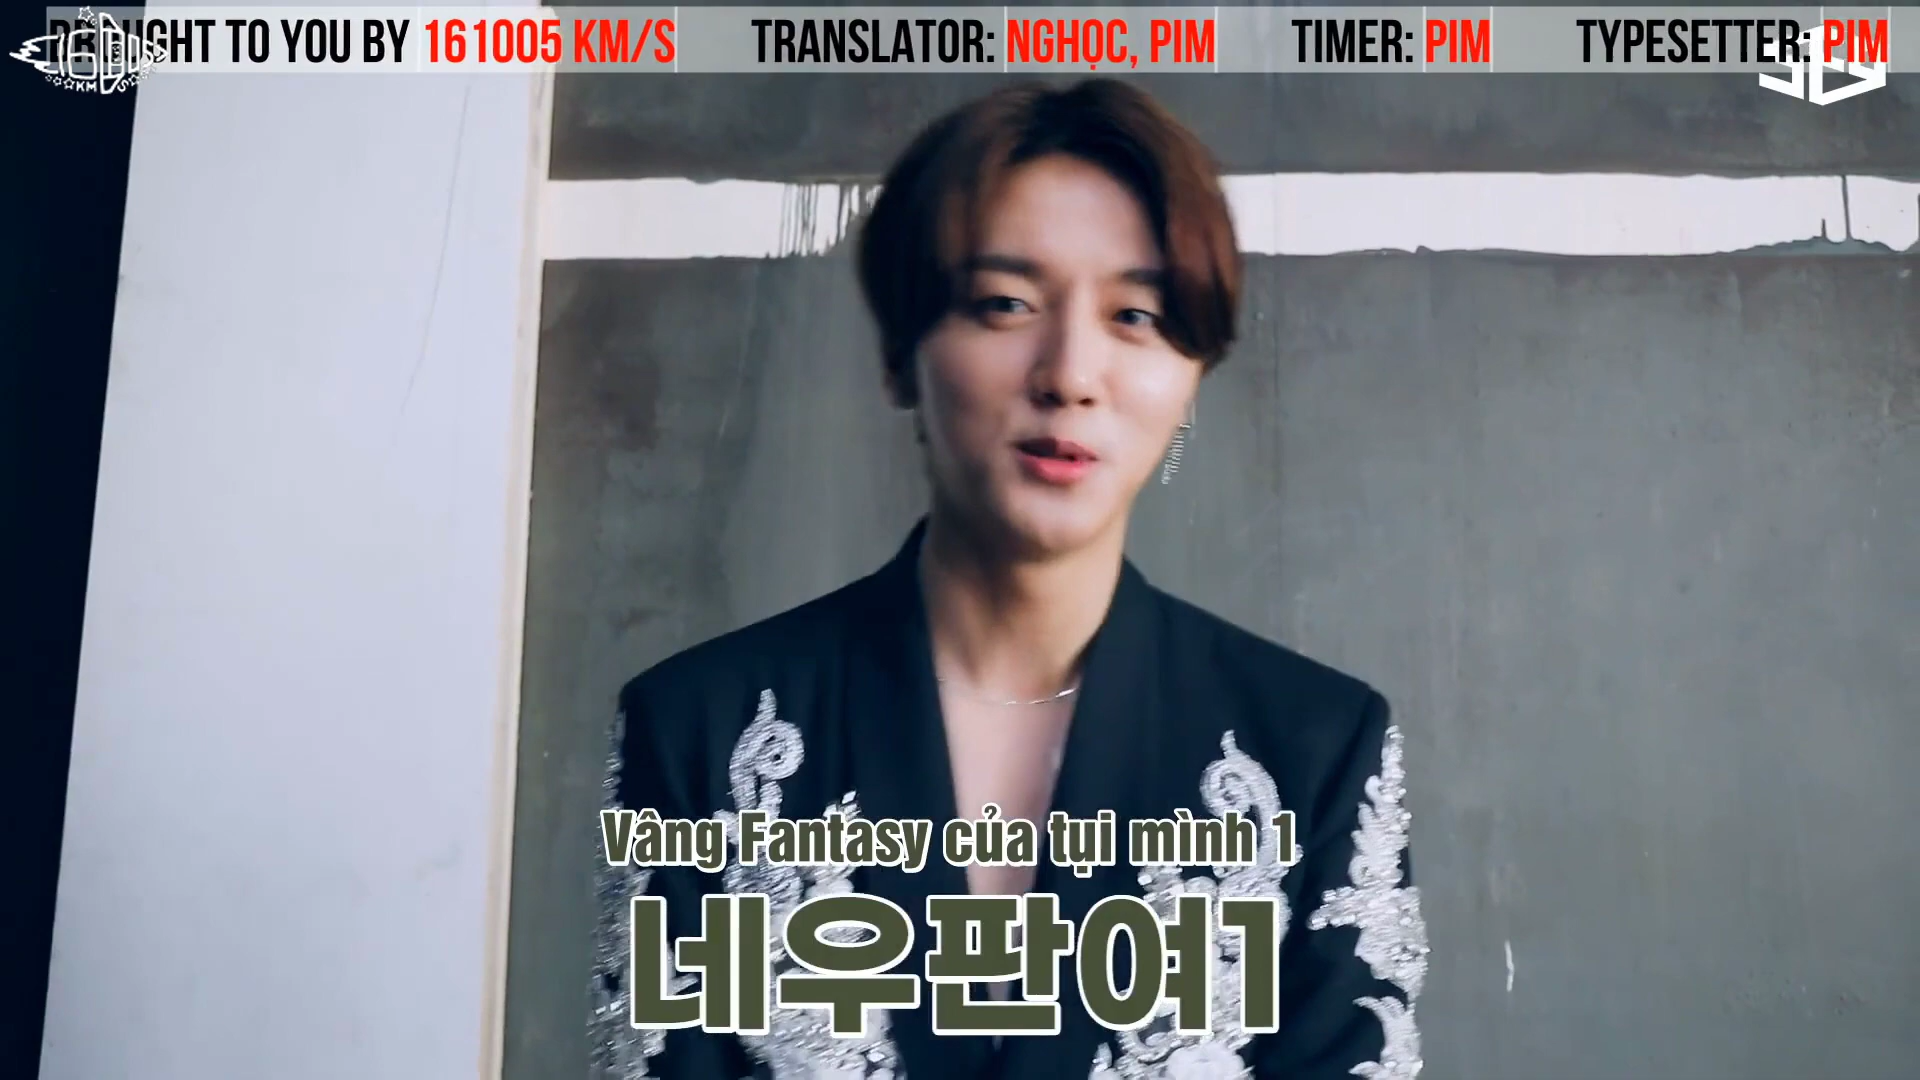 BROUGHT TO YOU BY 161005 KM/S TRANSLATOR: NGHỌC, PIM TIMER: PIM TYPESETTER: PIM
Vâng Fantasy của tụi mình 1
네우판여1